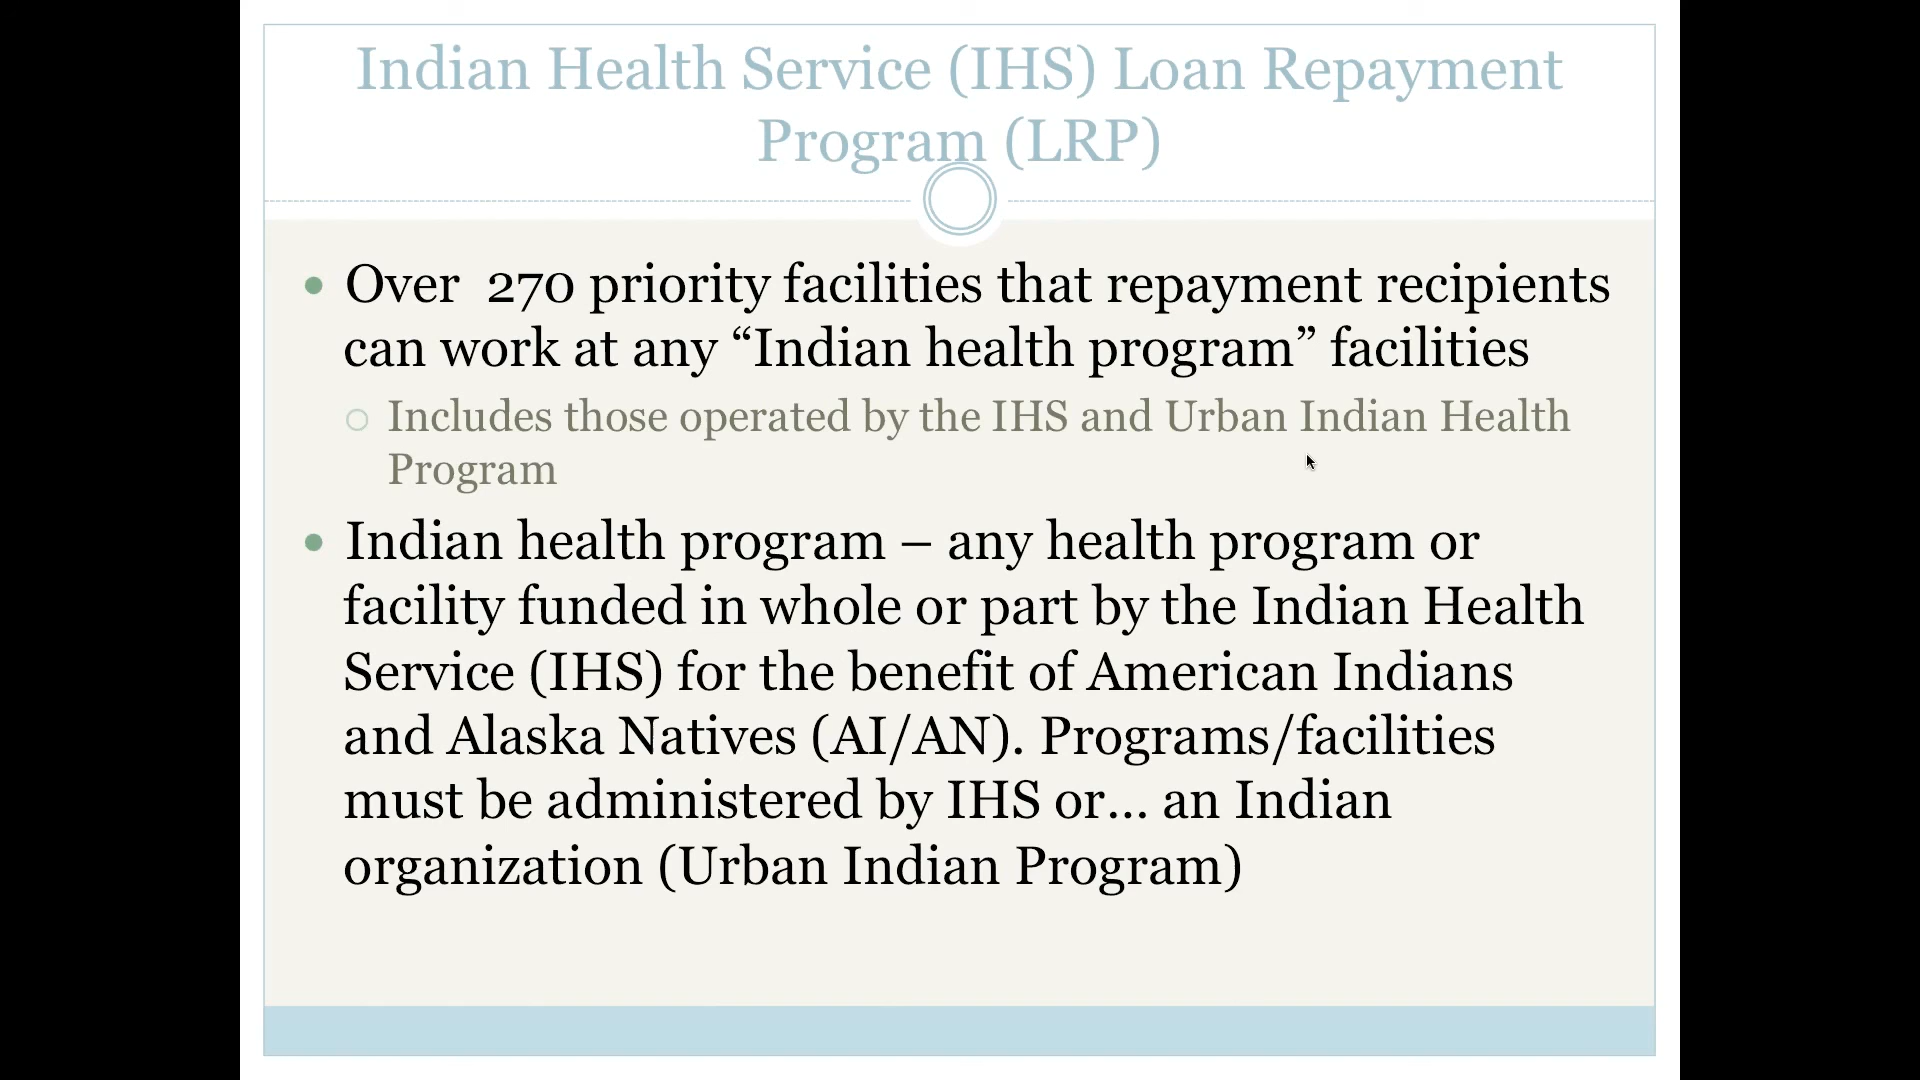 Indian Health Service (IHS) Loan Repayment
Program (LRP)
• Over  270 priority facilities that repayment recipients
can work at any “Indian health program” facilities
○ Includes those operated by the IHS and Urban Indian Health
Program
• Indian health program – any health program or
facility funded in whole or part by the Indian Health
Service (IHS) for the benefit of American Indians
and Alaska Natives (AI/AN). Programs/facilities
must be administered by IHS or… an Indian
organization (Urban Indian Program)